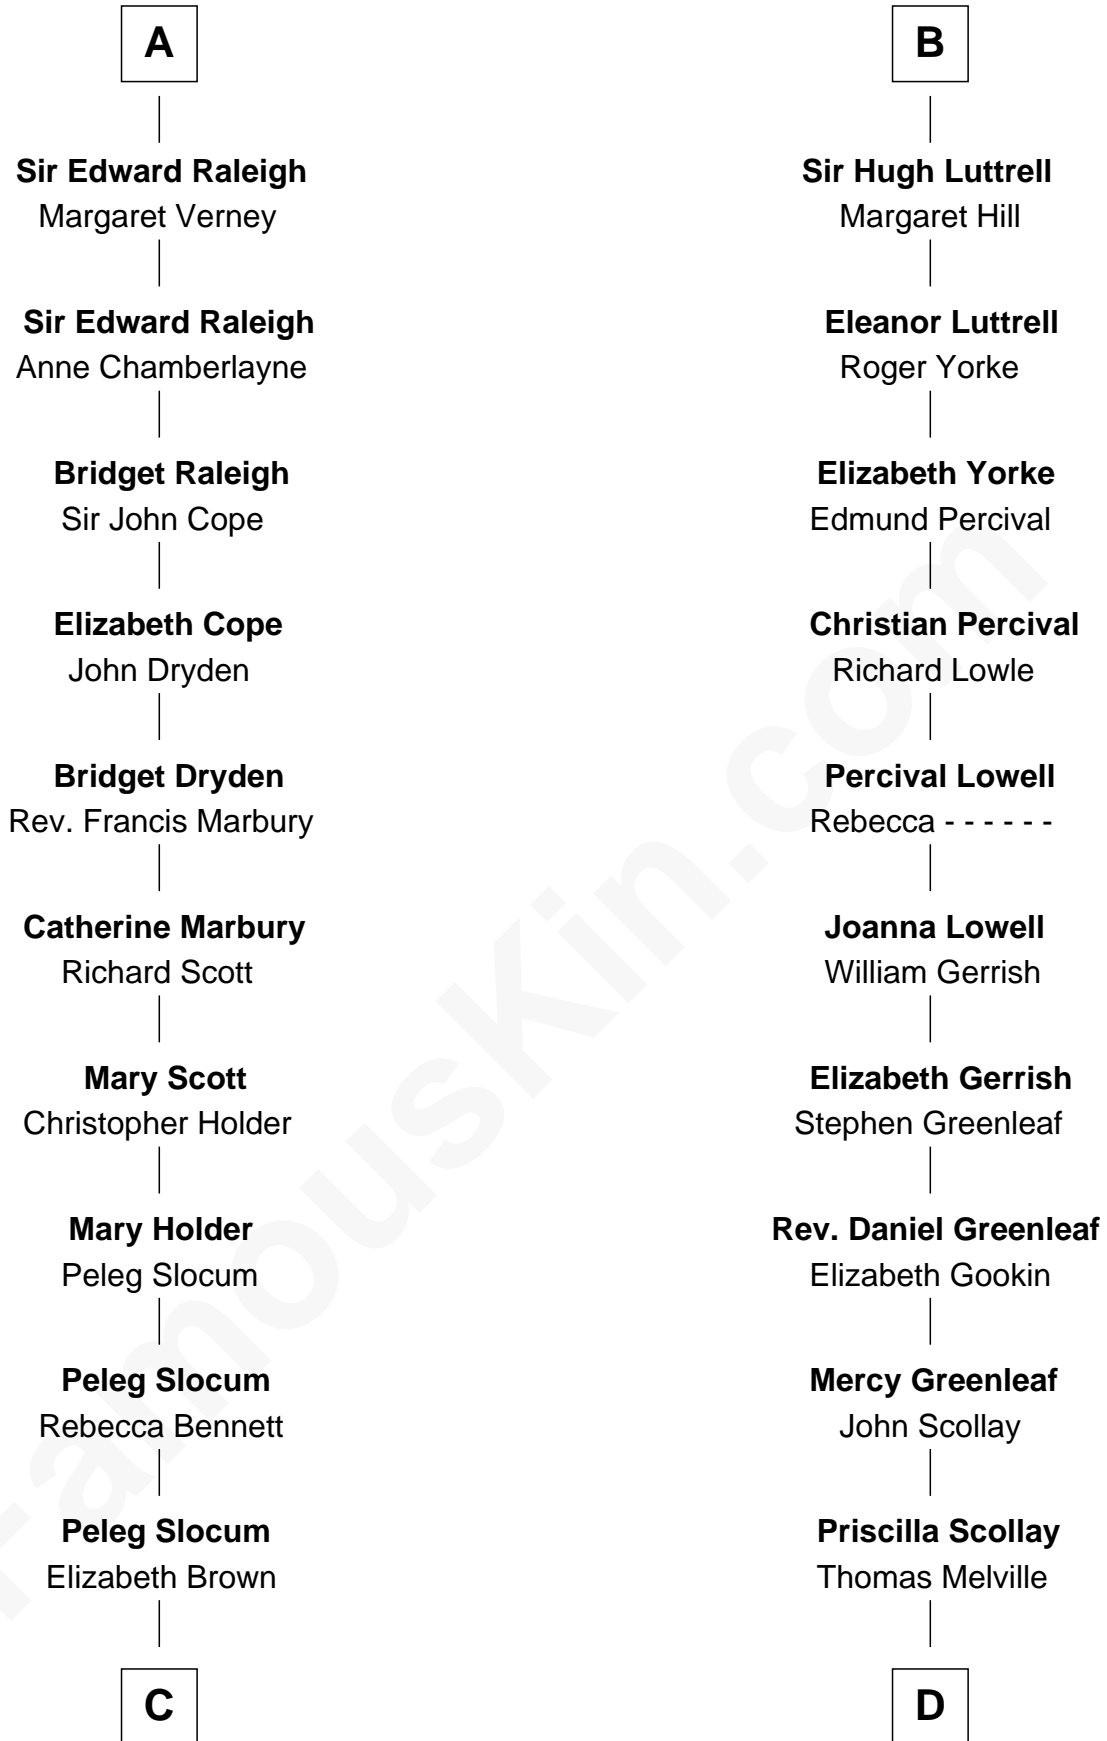 A
Sir Edward Raleigh
Margaret Verney
Sir Edward Raleigh
Anne Chamberlayne
Bridget Raleigh
Sir John Cope
Elizabeth Cope
John Dryden
Bridget Dryden
Rev. Francis Marbury
Catherine Marbury
Richard Scott
Mary Scott
Christopher Holder
Mary Holder
Peleg Slocum
Peleg Slocum
Rebecca Bennett
Peleg Slocum
Elizabeth Brown
C
B
Sir Hugh Luttrell
Margaret Hill
Eleanor Luttrell
Roger Yorke
Elizabeth Yorke
Edmund Percival
Christian Percival
Richard Lowle
Percival Lowell
Rebecca - - - - - -
Joanna Lowell
William Gerrish
Elizabeth Gerrish
Stephen Greenleaf
Rev. Daniel Greenleaf
Elizabeth Gookin
Mercy Greenleaf
John Scollay
Priscilla Scollay
Thomas Melville
D
FamousKin.com